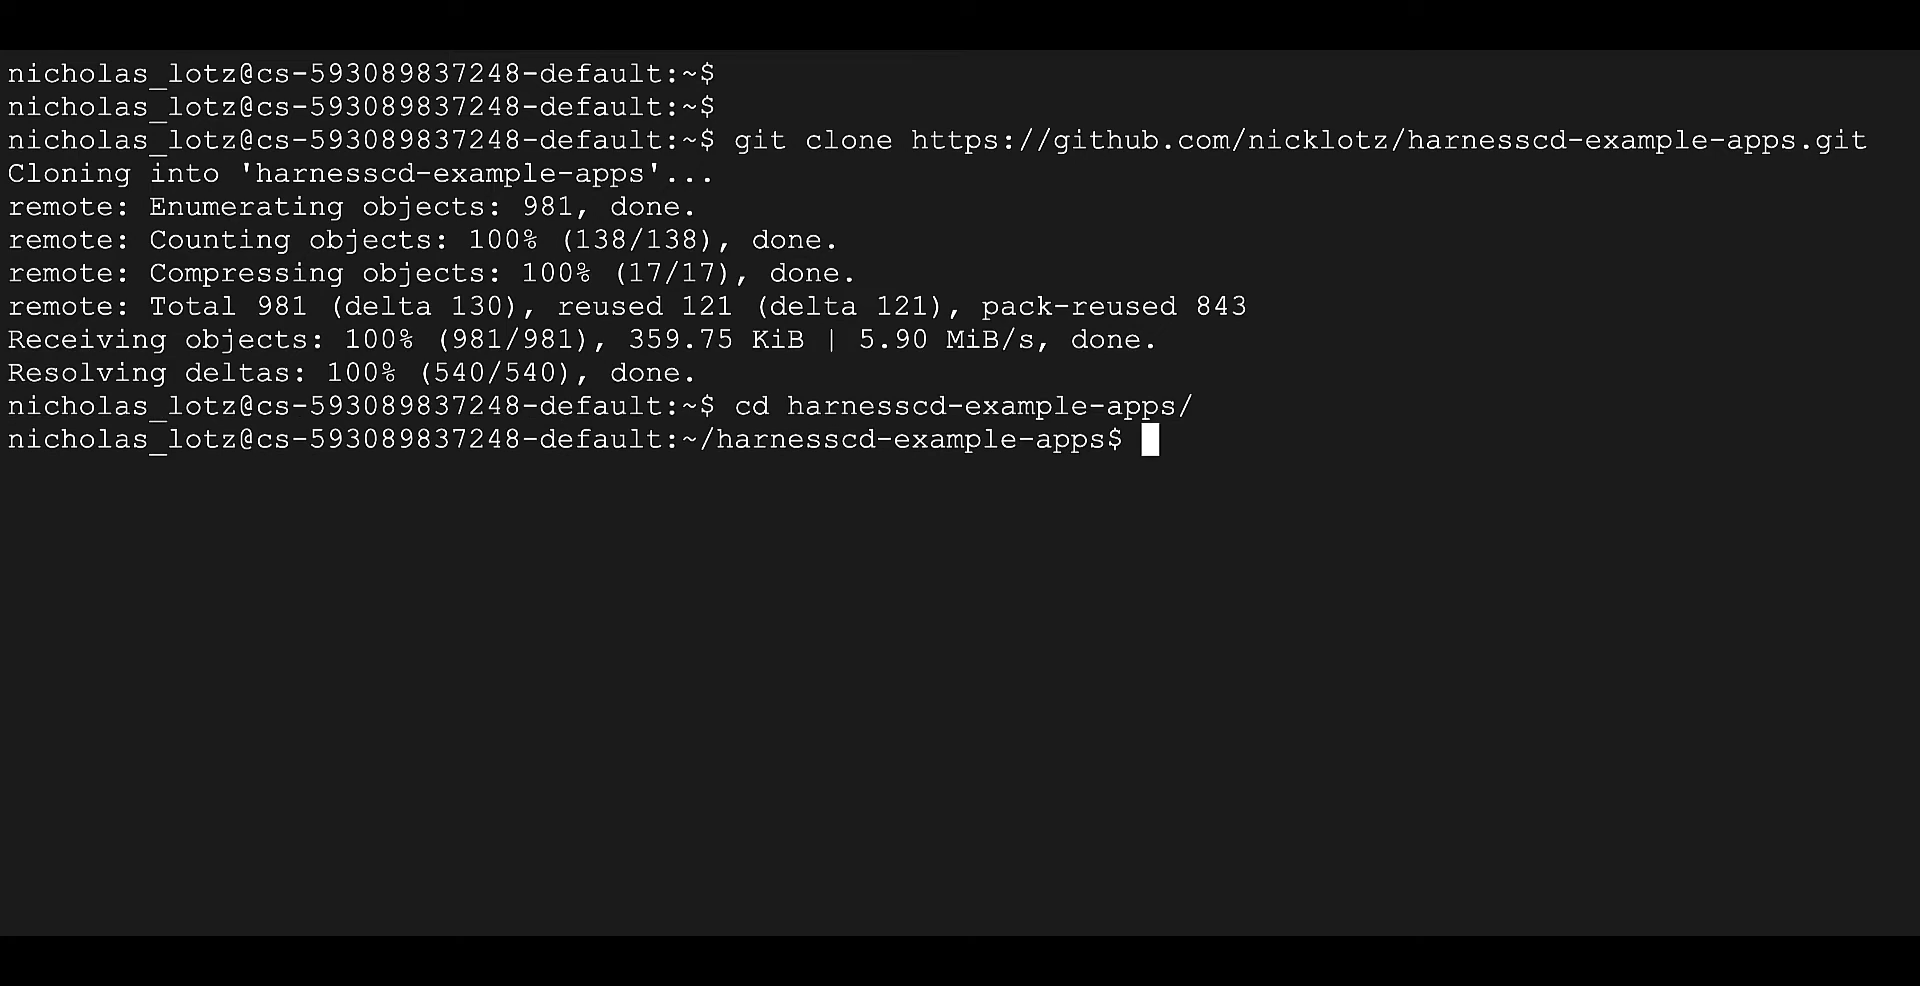 nicholas_lotz@cs-593089837248-default:~$
nicholas_lotz@cs-593089837248-default:~$
nicholas_lotz@cs-593089837248-default:~$ git clone https://github.com/nicklotz/harnesscd-example-apps.git
Cloning into 'harnesscd-example-apps'...
remote: Enumerating objects: 981, done.
remote: Counting objects: 100% (138/138), done.
remote: Compressing objects: 100% (17/17), done.
remote: Total 981 (delta 130), reused 121 (delta 121), pack-reused 843
Receiving objects: 100% (981/981), 359.75 KiB | 5.90 MiB/s, done.
Resolving deltas: 100% (540/540), done.
nicholas_lotz@cs-593089837248-default:~$ cd harnesscd-example-apps/
nicholas_lotz@cs-593089837248-default:~/harnesscd-example-apps$